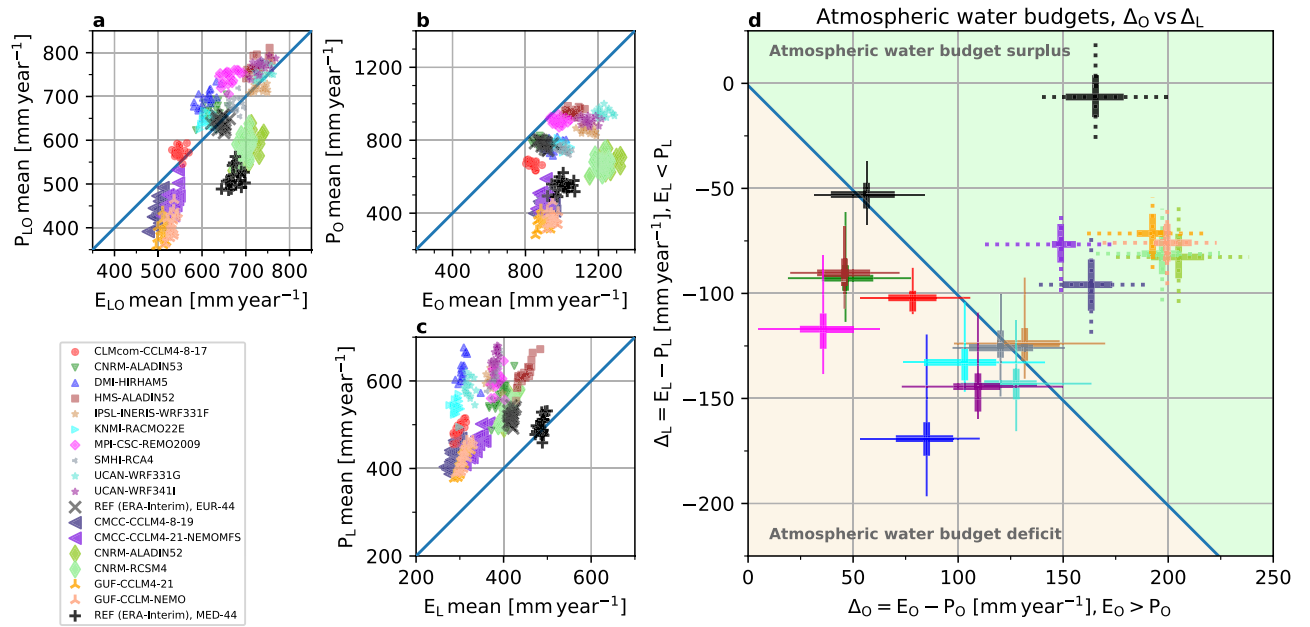 a
P_LO mean [mm year⁻¹]
800
700
600
500
400
400
500
600
700
800
E_LO mean [mm year⁻¹]
b
P_O mean [mm year⁻¹]
1200
800
400
200
600
1000
1400
E_O mean [mm year⁻¹]
c
P_L mean [mm year⁻¹]
600
400
200
200
400
600
E_L mean [mm year⁻¹]
CLMcom-CCLM4-8-17
CNRM-ALADIN53
DMI-HIRHAM5
HMS-ALADIN52
IPSL-INERIS-WRF331F
KNMI-RACMO22E
MPI-CSC-REMO2009
SMHI-RCA4
UCAN-WRF331G
UCAN-WRF341I
REF (ERA-Interim), EUR-44
CMCC-CCLM4-8-19
CMCC-CCLM4-21-NEMOMFS
CNRM-ALADIN52
CNRM-RCSM4
GUF-CCLM4-21
GUF-CCLM-NEMO
REF (ERA-Interim), MED-44
d
Atmospheric water budgets, Δ_O vs Δ_L
Atmospheric water budget surplus
Δ_L = E_L − P_L [mm year⁻¹], E_L < P_L
0
−50
−100
−150
−200
Atmospheric water budget deficit
0
50
100
150
200
250
Δ_O = E_O − P_O [mm year⁻¹], E_O > P_O